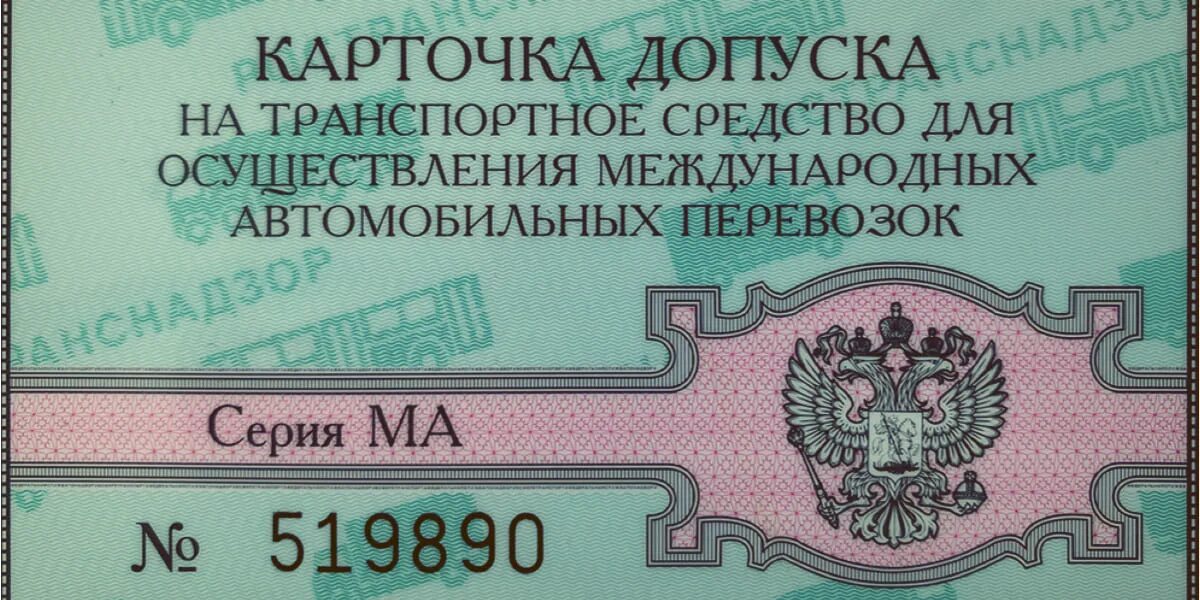 КАРТОЧКА ДОПУСКА
НА ТРАНСПОРТНОЕ СРЕДСТВО ДЛЯ
ОСУЩЕСТВЛЕНИЯ МЕЖДУНАРОДНЫХ
АВТОМОБИЛЬНЫХ ПЕРЕВОЗОК
Серия МА
№ 519890